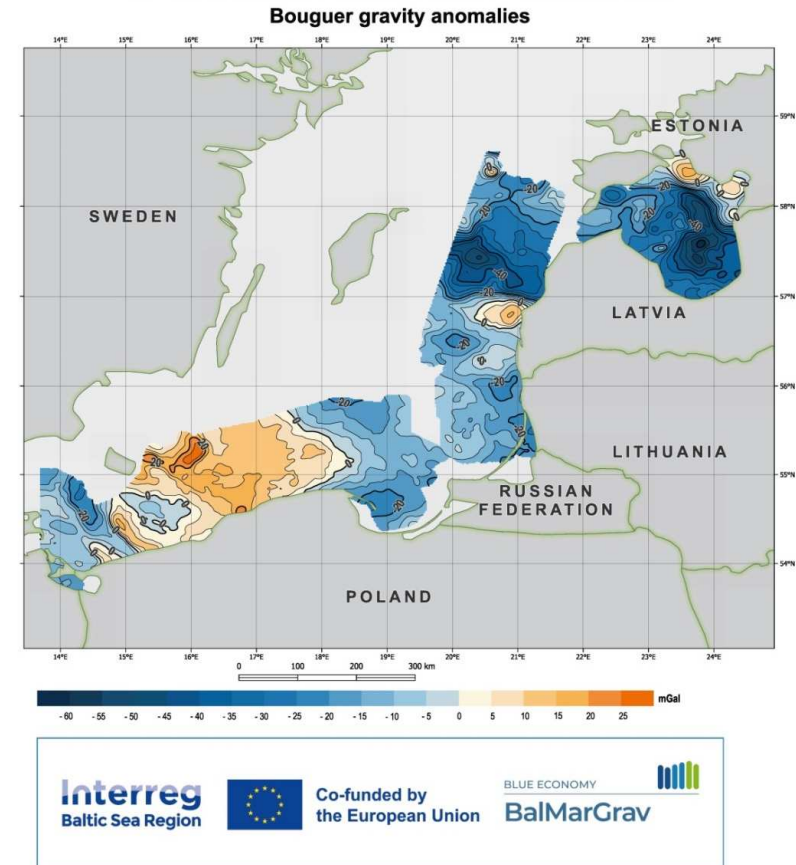 Bouguer gravity anomalies
14°E 15°E 16°E 17°E 18°E 19°E 20°E 21°E 22°E 23°E 24°E
59°N
ESTONIA
SWEDEN
58°N
57°N
LATVIA
56°N
LITHUANIA
55°N
RUSSIAN
FEDERATION
54°N
POLAND
14°E 15°E 16°E 17°E 18°E 19°E 20°E 21°E 22°E 23°E 24°E
0 100 200 300 km
mGal
-60 -55 -50 -45 -40 -35 -30 -25 -20 -15 -10 -5 0 5 10 15 20 25
Interreg
Baltic Sea Region
Co-funded by
the European Union
BLUE ECONOMY
BalMarGrav